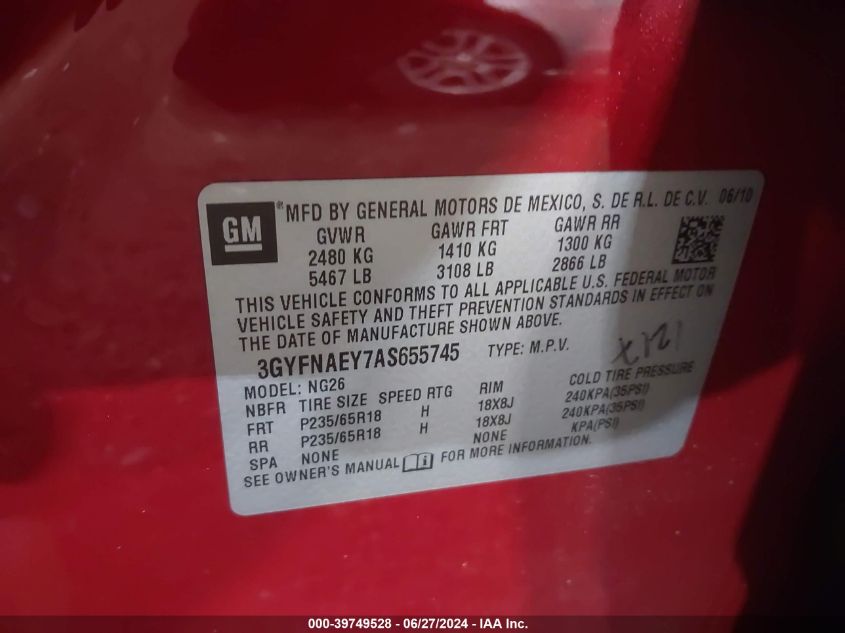 GM ® MFD BY GENERAL MOTORS DE MEXICO, S. DE R.L. DE C.V. 06/10
GVWR GAWR FRT GAWR RR
2480 KG 1410 KG 1300 KG
5467 LB 3108 LB 2866 LB
THIS VEHICLE CONFORMS TO ALL APPLICABLE U.S. FEDERAL MOTOR
VEHICLE SAFETY AND THEFT PREVENTION STANDARDS IN EFFECT ON
THE DATE OF MANUFACTURE SHOWN ABOVE.
3GYFNAEY7AS655745 TYPE: M.P.V.
MODEL: NG26
NBFR TIRE SIZE SPEED RTG RIM COLD TIRE PRESSURE
FRT P235/65R18 H 18X8J 240KPA(35PSI)
RR P235/65R18 H 18X8J 240KPA(35PSI)
SPA NONE NONE KPA(PSI)
SEE OWNER'S MANUAL FOR MORE INFORMATION.
000-39749528 - 06/27/2024 - IAA Inc.